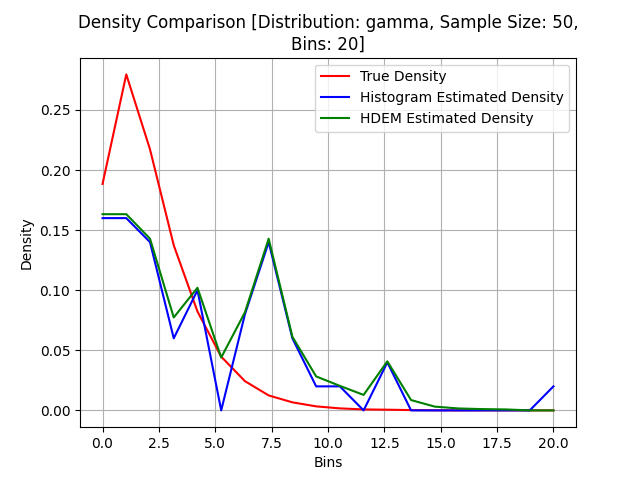 Density Comparison [Distribution: gamma, Sample Size: 50,
Bins: 20]
True Density
Histogram Estimated Density
HDEM Estimated Density
Density
0.25
0.20
0.15
0.10
0.05
0.00
0.0 2.5 5.0 7.5 10.0 12.5 15.0 17.5 20.0
Bins